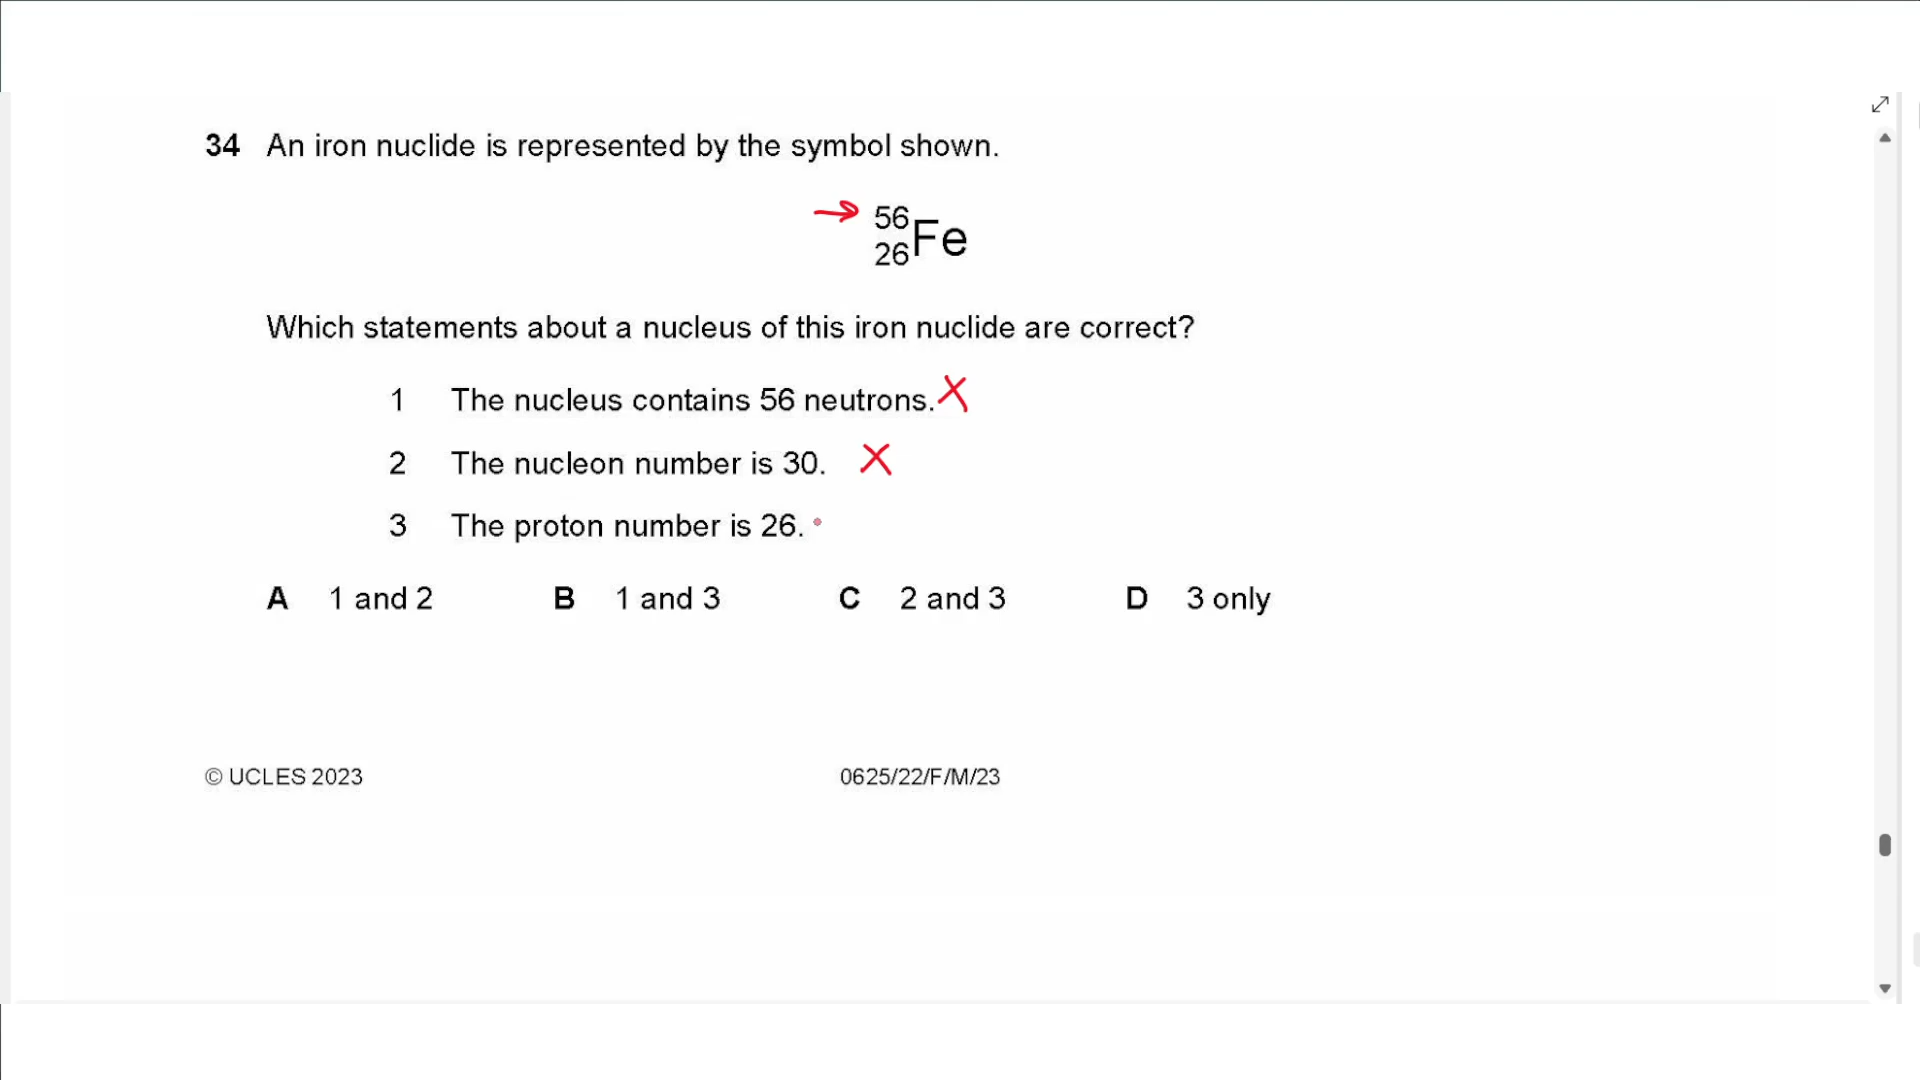 34 An iron nuclide is represented by the symbol shown.
56
26 Fe
Which statements about a nucleus of this iron nuclide are correct?
1 The nucleus contains 56 neutrons.
2 The nucleon number is 30.
3 The proton number is 26.
A 1 and 2 B 1 and 3 C 2 and 3 D 3 only
© UCLES 2023 0625/22/F/M/23